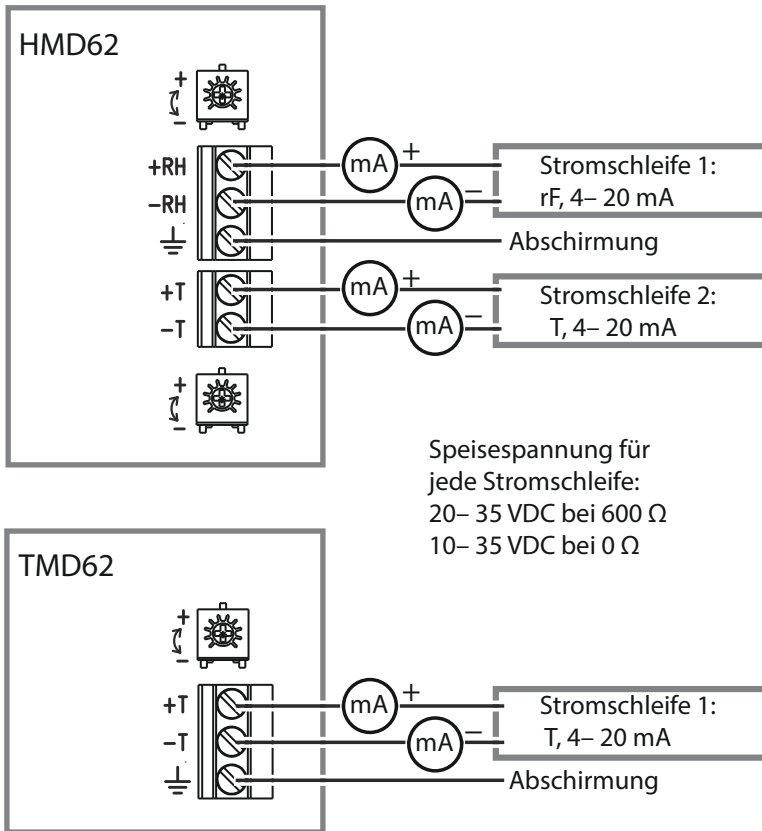 HMD62
+
−
+RH
mA
+
Stromschleife 1:
rF, 4– 20 mA
−RH
mA
−
Abschirmung
+T
mA
+
Stromschleife 2:
T, 4– 20 mA
−T
mA
−
+
−
Speisespannung für
jede Stromschleife:
20– 35 VDC bei 600 Ω
10– 35 VDC bei 0 Ω
TMD62
+
−
+T
mA
+
Stromschleife 1:
T, 4– 20 mA
−T
mA
−
Abschirmung